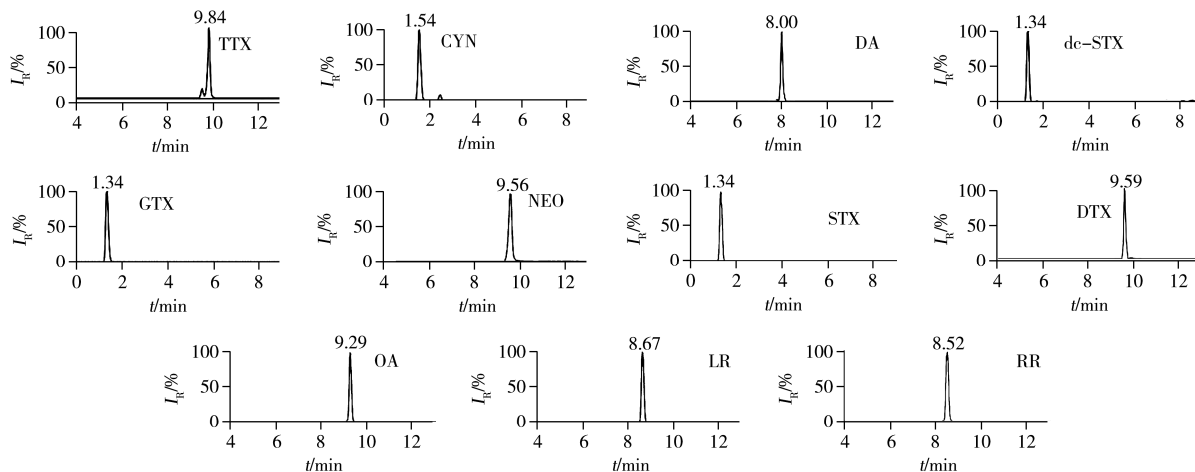 9.84
TTX
100
50
0
I_R/%
4 6 8 10 12
t/min
1.54
CYN
100
50
0
I_R/%
0 2 4 6 8
t/min
8.00
DA
100
50
0
I_R/%
4 6 8 10 12
t/min
1.34
dc-STX
100
50
0
I_R/%
0 2 4 6 8
t/min
1.34
GTX
100
50
0
I_R/%
0 2 4 6 8
t/min
9.56
NEO
100
50
0
I_R/%
4 6 8 10 12
t/min
1.34
STX
100
50
0
I_R/%
0 2 4 6 8
t/min
9.59
DTX
100
50
0
I_R/%
4 6 8 10 12
t/min
9.29
OA
100
50
0
I_R/%
4 6 8 10 12
t/min
8.67
LR
100
50
0
I_R/%
4 6 8 10 12
t/min
8.52
RR
100
50
0
I_R/%
4 6 8 10 12
t/min